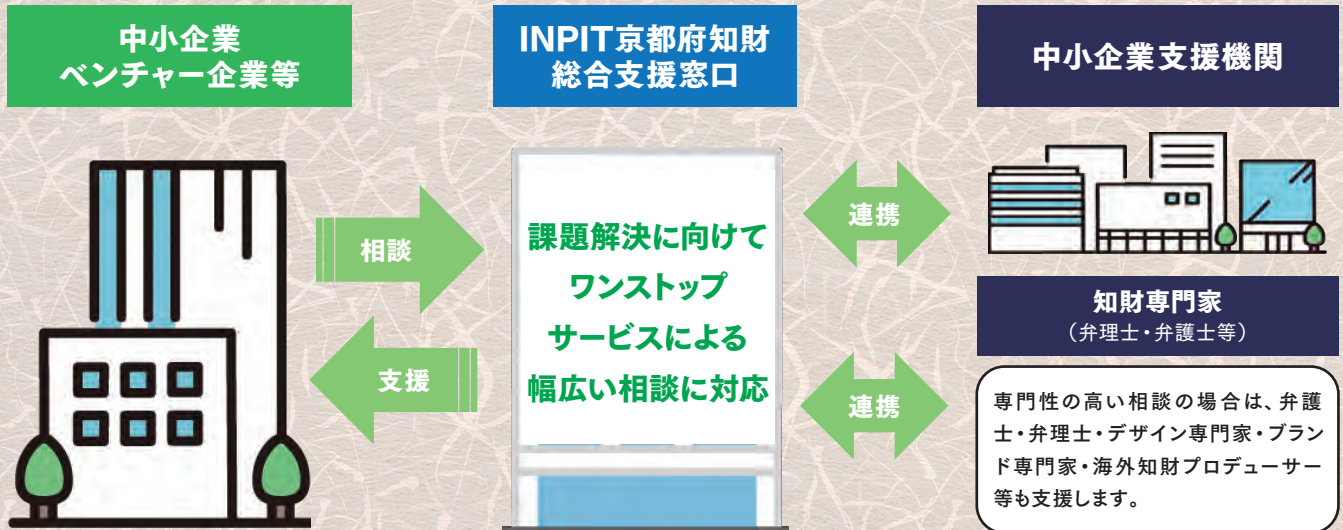 中小企業
ベンチャー企業等
INPIT京都府知財
総合支援窓口
中小企業支援機関
相談
支援
課題解決に向けて
ワンストップ
サービスによる
幅広い相談に対応
連携
連携
知財専門家
（弁理士・弁護士等）
専門性の高い相談の場合は、弁護
士・弁理士・デザイン専門家・ブラン
ド専門家・海外知財プロデューサー
等も支援します。